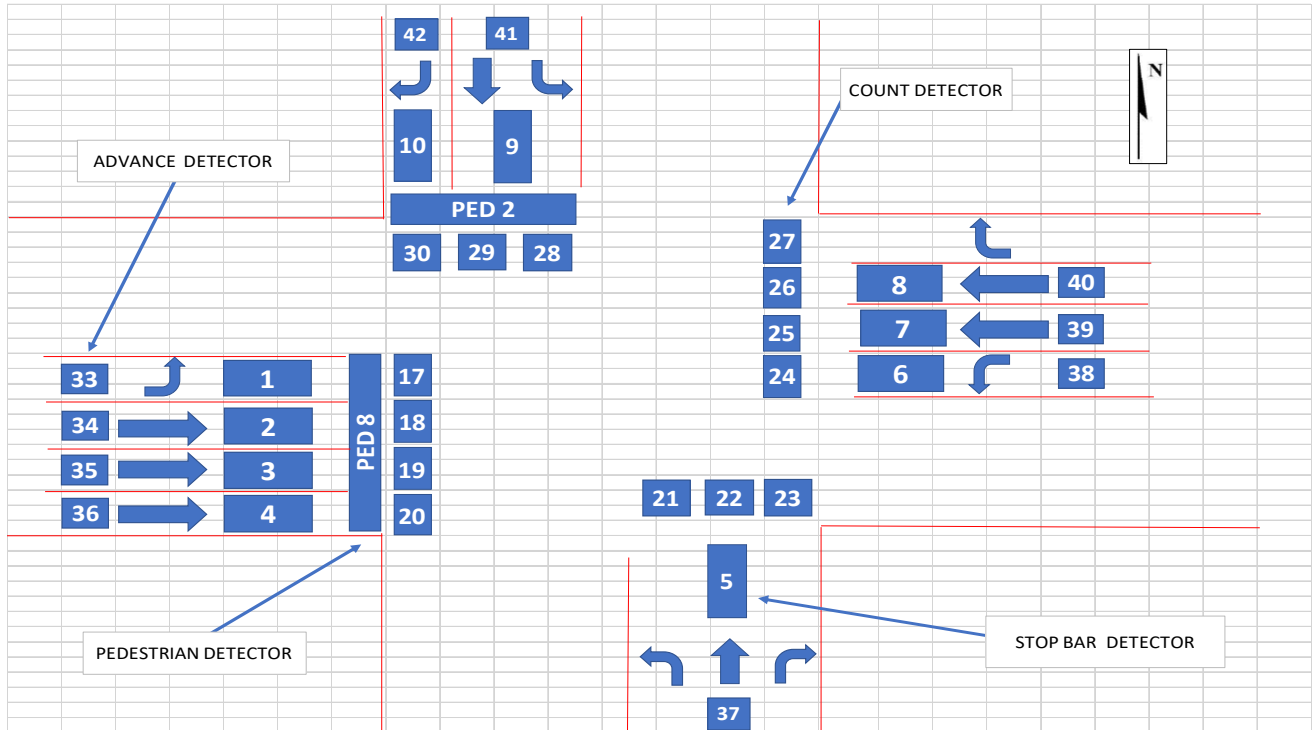 42 41
N
COUNT DETECTOR
10 9
ADVANCE DETECTOR
PED 2
27
30 29 28
26 8 40
25 7 39
33 1 17 24 6 38
34 2 18
PED 8
35 3 19
21 22 23
36 4 20
5
PEDESTRIAN DETECTOR
STOP BAR DETECTOR
37